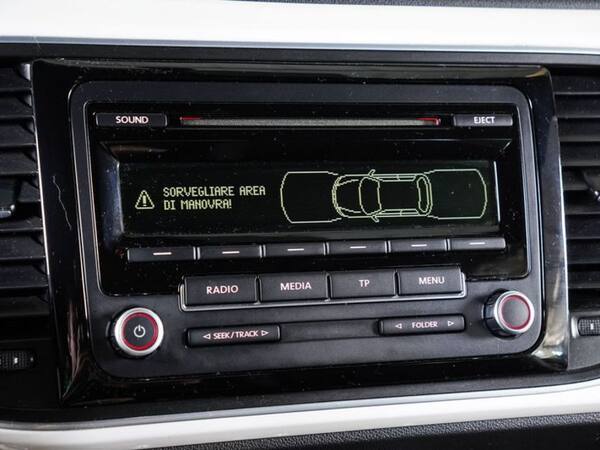 SOUND
EJECT
SORVEGLIARE AREA
DI MANOVRA!
RADIO
MEDIA
TP
MENU
SEEK/TRACK
FOLDER